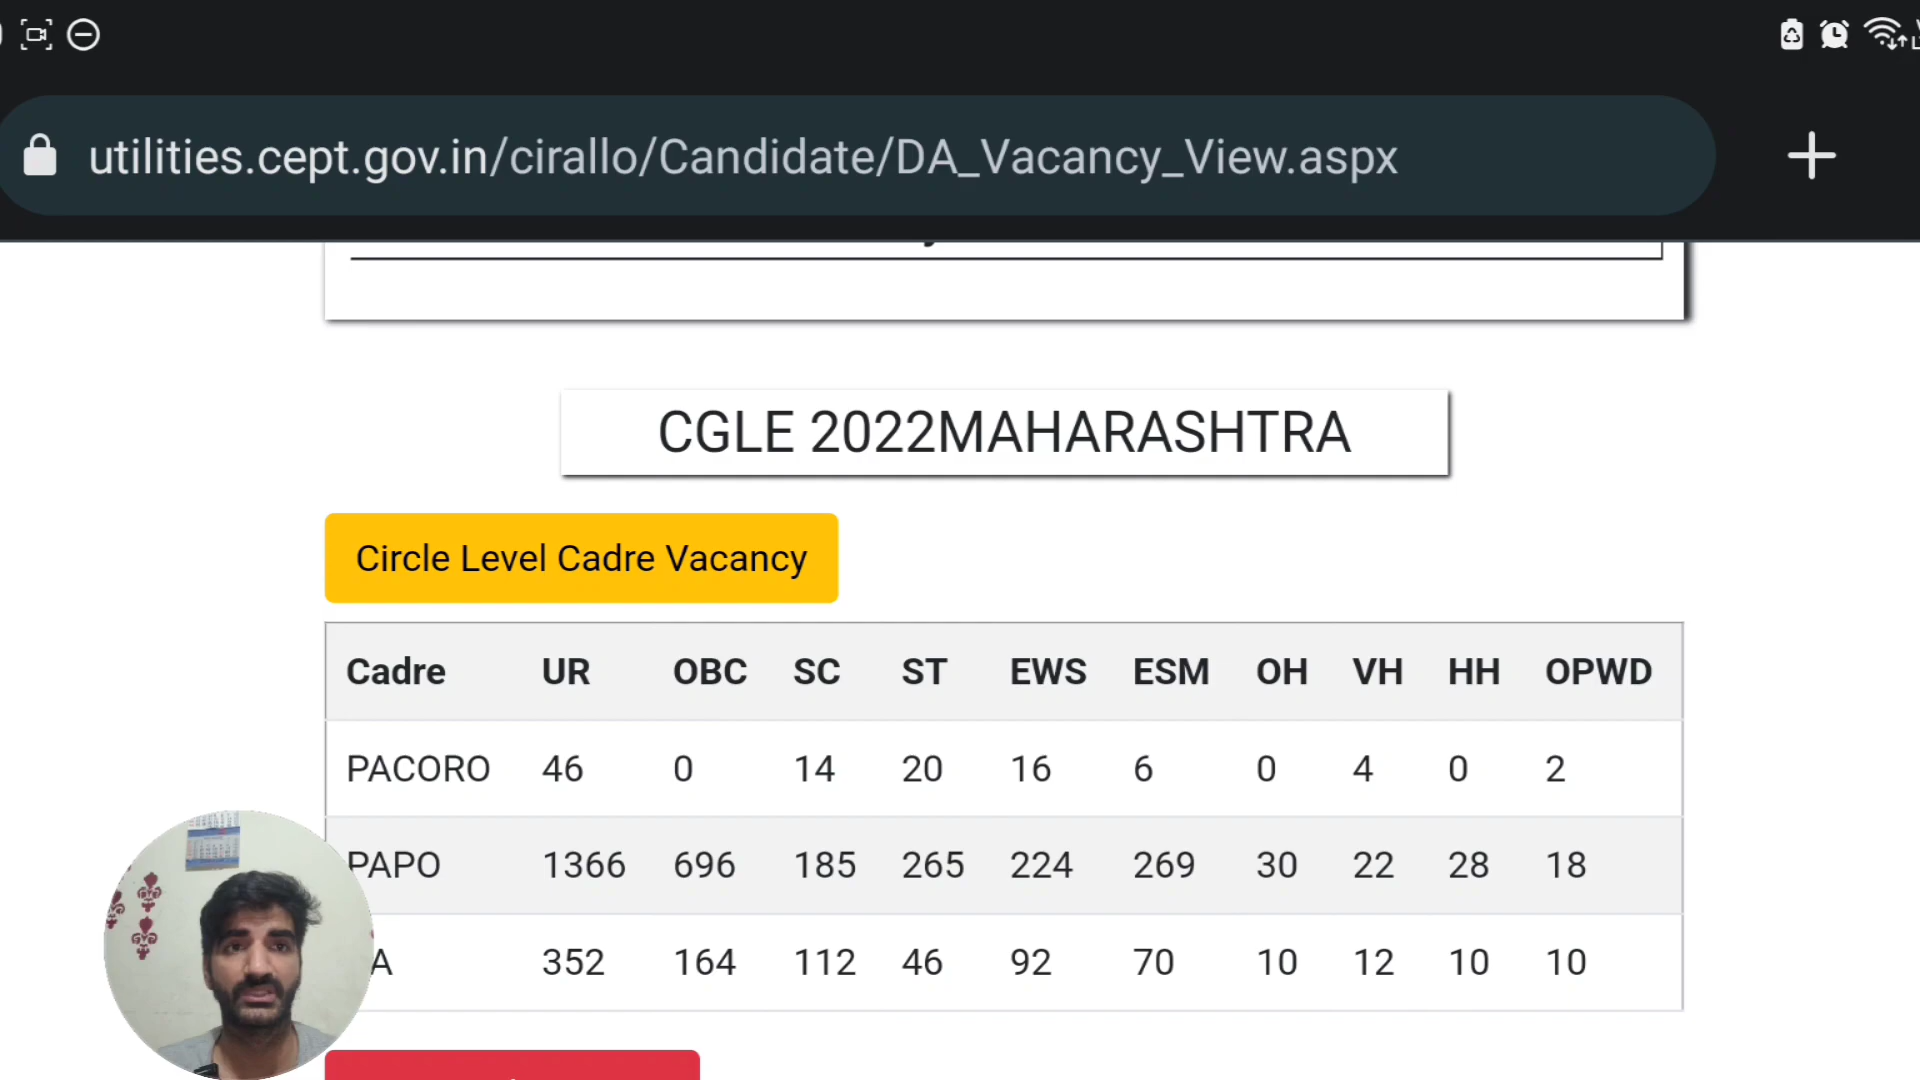 utilities.cept.gov.in/cirallo/Candidate/DA_Vacancy_View.aspx
CGLE 2022MAHARASHTRA
Circle Level Cadre Vacancy
Cadre UR OBC SC ST EWS ESM OH VH HH OPWD
PACORO 46 0 14 20 16 6 0 4 0 2
PAPO 1366 696 185 265 224 269 30 22 28 18
A 352 164 112 46 92 70 10 12 10 10